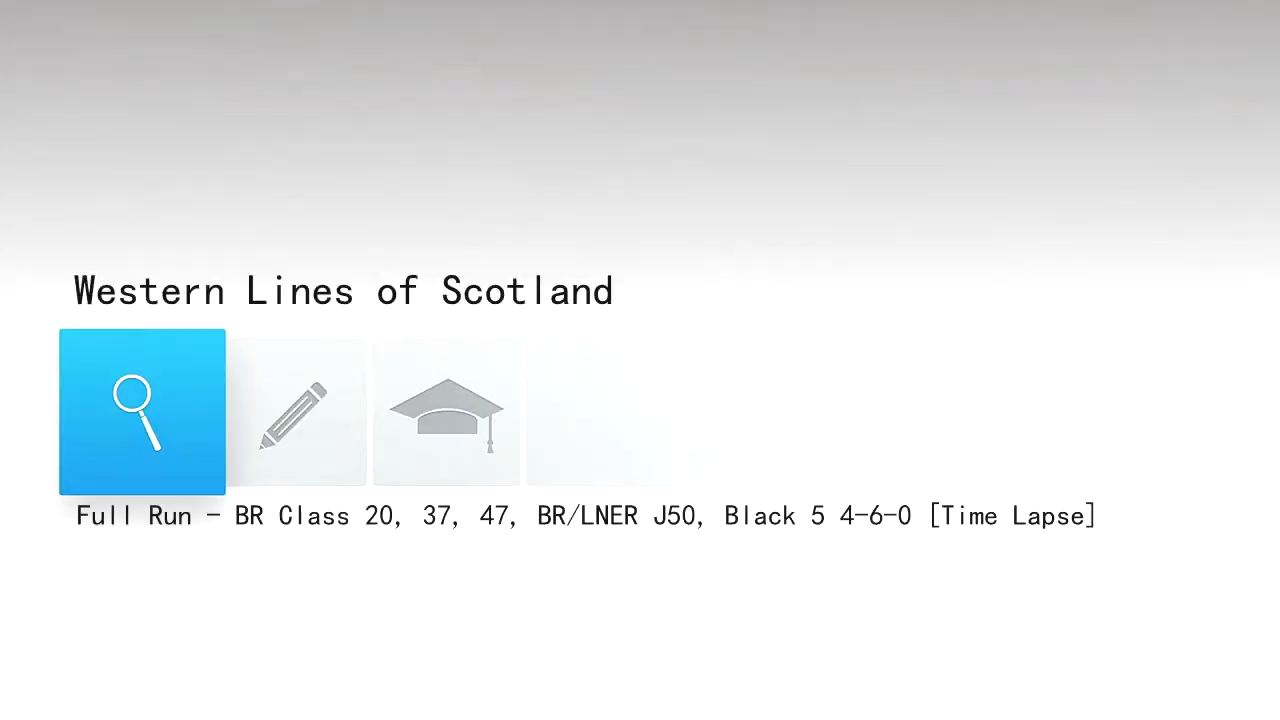 Western Lines of Scotland
Full Run - BR Class 20, 37, 47, BR/LNER J50, Black 5 4-6-0 [Time Lapse]